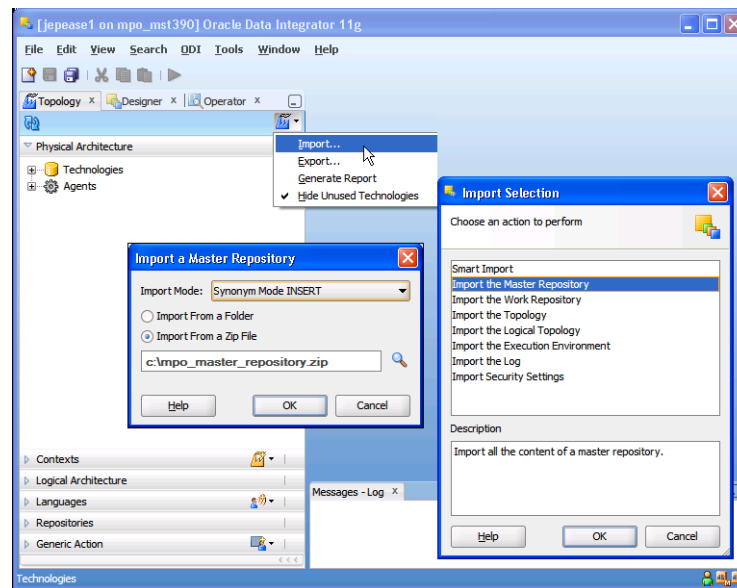 [jepease1 on mpo_mst390] Oracle Data Integrator 11g
File Edit View Search ODI Tools Window Help
Topology x Designer x Operator x
Physical Architecture
Technologies
Agents
Import...
Export...
Generate Report
Hide Unused Technologies
Import Selection
Choose an action to perform
Smart Import
Import the Master Repository
Import the Work Repository
Import the Topology
Import the Logical Topology
Import the Execution Environment
Import the Log
Import Security Settings
Description
Import all the content of a master repository.
Help OK Cancel
Import a Master Repository
Import Mode: Synonym Mode INSERT
Import From a Folder
Import From a Zip File
c:\mpo_master_repository.zip
Help OK Cancel
Contexts
Logical Architecture
Languages
Repositories
Generic Action
Messages - Log x
Technologies